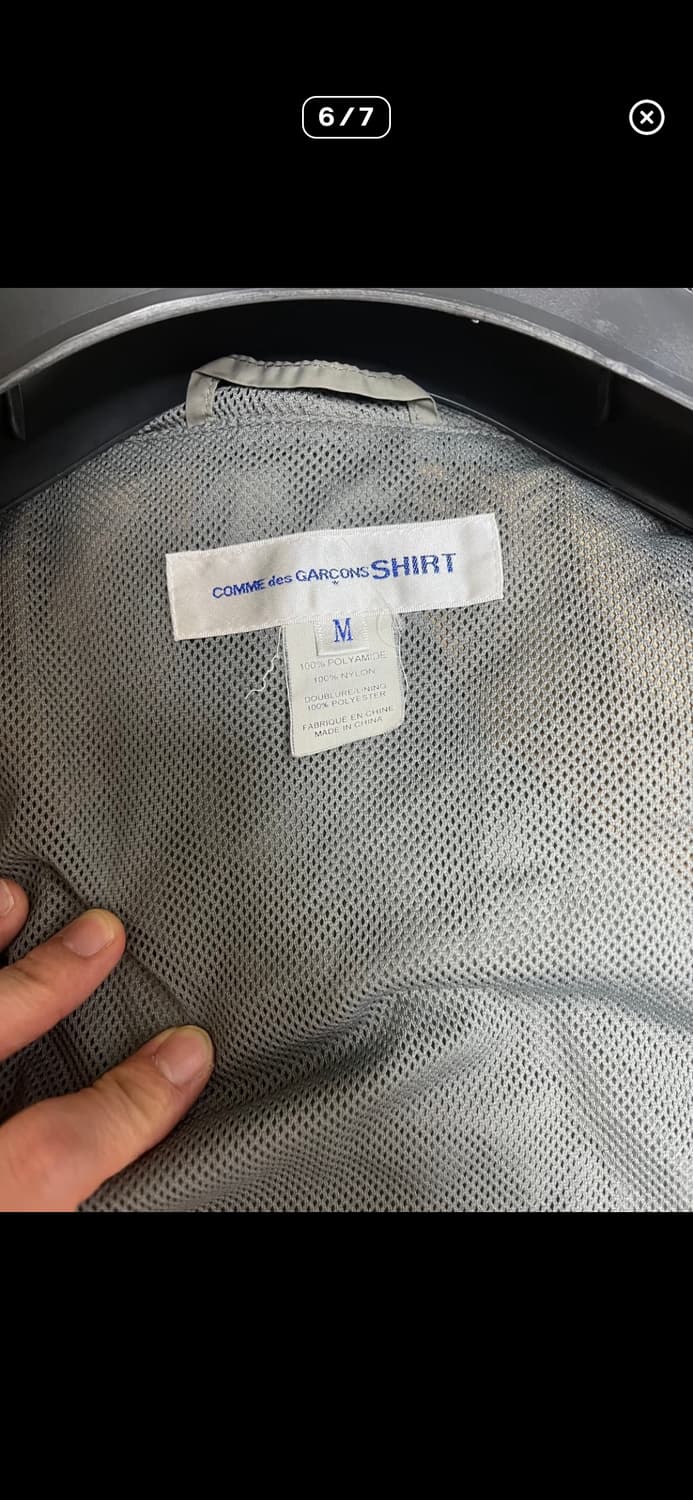 6/7
COMME des GARÇONS SHIRT
M
100% POLYAMIDE
100% NYLON
DOUBLURE/LINING
100% POLYESTER
FABRIQUE EN CHINE
MADE IN CHINA